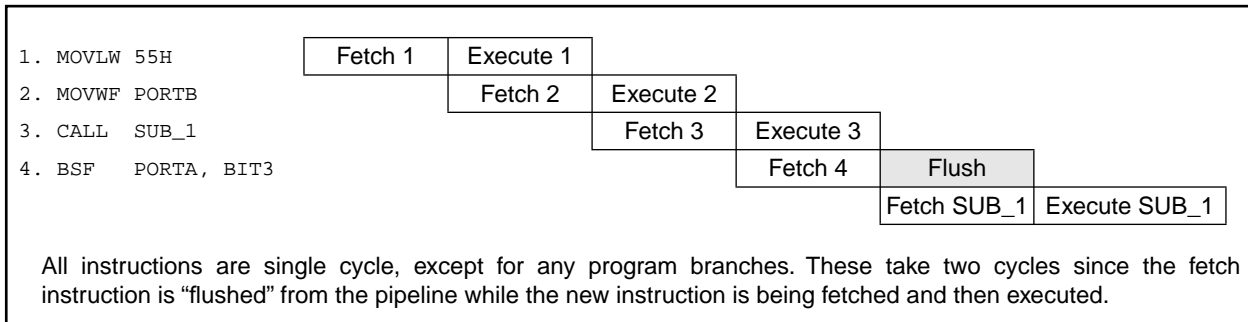 1. MOVLW 55H Fetch 1 Execute 1
2. MOVWF PORTB Fetch 2 Execute 2
3. CALL SUB_1 Fetch 3 Execute 3
4. BSF PORTA, BIT3 Fetch 4 Flush
Fetch SUB_1 Execute SUB_1
All instructions are single cycle, except for any program branches. These take two cycles since the fetch
instruction is “flushed” from the pipeline while the new instruction is being fetched and then executed.